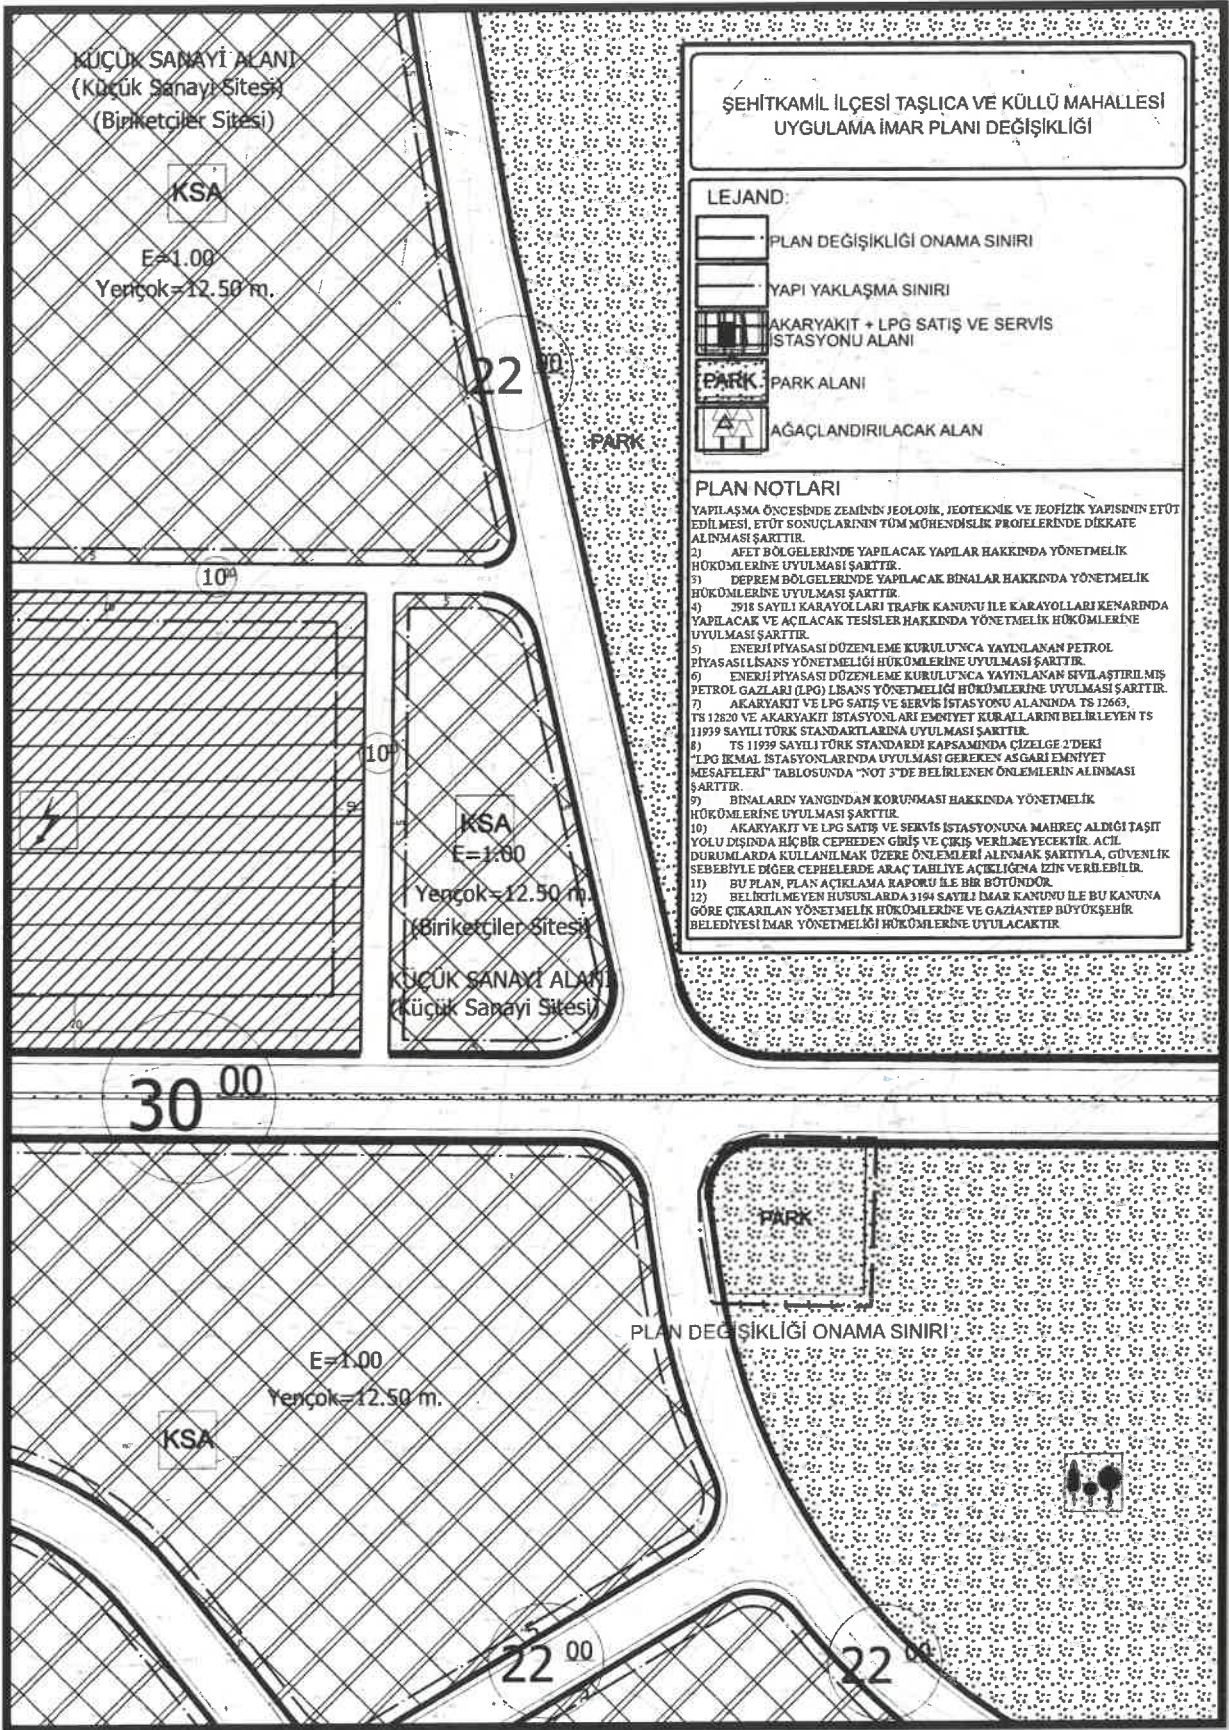 KÜÇÜK SANAYİ ALANI
(Küçük Sanayi Sitesi)
(Biriketçiler Sitesi)
KSA
E=1.00
Yençok=12.50 m.
22 00
PARK
10 00
10
KSA
E=1.00
Yençok=12.50 m.
(Biriketçiler Sitesi)
KÜÇÜK SANAYİ ALANI
(Küçük Sanayi Sitesi)
30 00
ŞEHİTKAMİL İLÇESİ TAŞLICA VE KÜLLÜ MAHALLESİ
UYGULAMA İMAR PLANI DEĞİŞİKLİĞİ
LEJAND:
PLAN DEĞİŞİKLİĞİ ONAMA SINIRI
YAPI YAKLAŞMA SINIRI
AKARYAKIT + LPG SATIŞ VE SERVİS
İSTASYONU ALANI
PARK PARK ALANI
AĞAÇLANDIRILACAK ALAN
PLAN NOTLARI
YAPILAŞMA ÖNCESİNDE ZEMİNİN JEOLOJİK, JEOTEKNİK VE JEOFİZİK YAPISININ ETÜT
EDİLMESİ, ETÜT SONUÇLARININ TÜM MÜHENDİSLİK PROJELERİNDE DİKKATE
ALINMASI ŞARTTIR.
2) AFET BÖLGELERİNDE YAPILACAK YAPILAR HAKKINDA YÖNETMELİK
HÜKÜMLERİNE UYULMASI ŞARTTIR.
3) DEPREM BÖLGELERİNDE YAPILACAK BİNALAR HAKKINDA YÖNETMELİK
HÜKÜMLERİNE UYULMASI ŞARTTIR.
4) 2918 SAYILI KARAYOLLARI TRAFİK KANUNU İLE KARAYOLLARI KENARINDA
YAPILACAK VE AÇILACAK TESİSLER HAKKINDA YÖNETMELİK HÜKÜMLERİNE
UYULMASI ŞARTTIR.
5) ENERJİ PİYASASI DÜZENLEME KURULU'NCA YAYINLANAN PETROL
PİYASASI LİSANS YÖNETMELİĞİ HÜKÜMLERİNE UYULMASI ŞARTTIR.
6) ENERJİ PİYASASI DÜZENLEME KURULU'NCA YAYINLANAN SIVILAŞTIRILMIŞ
PETROL GAZLARI (LPG) LİSANS YÖNETMELİĞİ HÜKÜMLERİNE UYULMASI ŞARTTIR.
7) AKARYAKIT VE LPG SATIŞ VE SERVİS İSTASYONU ALANINDA TS 12663,
TS 12820 VE AKARYAKIT İSTASYONLARI EMNİYET KURALLARINI BELİRLEYEN TS
11939 SAYILI TÜRK STANDARTLARINA UYULMASI ŞARTTIR.
8) TS 11939 SAYILI TÜRK STANDARDI KAPSAMINDA ÇİZELGE 2'DEKİ
"LPG İKMAL İSTASYONLARINDA UYULMASI GEREKEN ASGARİ EMNİYET
MESAFELERİ" TABLOSUNDA "NOT 3"DE BELİRLENEN ÖNLEMLERİN ALINMASI
ŞARTTIR.
9) BİNALARIN YANGINDAN KORUNMASI HAKKINDA YÖNETMELİK
HÜKÜMLERİNE UYULMASI ŞARTTIR.
10) AKARYAKIT VE LPG SATIŞ VE SERVİS İSTASYONUNA MAHREÇ ALDIĞI TAŞIT
YOLU DIŞINDA HİÇBİR CEPHEDEN GİRİŞ VE ÇIKIŞ VERİLMEYECEKTİR. ACİL
DURUMLARDA KULLANILMAK ÜZERE ÖNLEMLERİ ALINMAK ŞARTIYLA, GÜVENLİK
SEBEBİYLE DİĞER CEPHELERDE ARAÇ TAHLİYE AÇIKLIĞINA İZİN VERİLEBİLİR.
11) BU PLAN, PLAN AÇIKLAMA RAPORU İLE BİR BÜTÜNDÜR.
12) BELİRTİLMEYEN HUSUSLARDA 3194 SAYILI İMAR KANUNU İLE BU KANUNA
GÖRE ÇIKARILAN YÖNETMELİK HÜKÜMLERİNE VE GAZİANTEP BÜYÜKŞEHİR
BELEDİYESİ İMAR YÖNETMELİĞİ HÜKÜMLERİNE UYULACAKTIR
PARK
PLAN DEĞİŞİKLİĞİ ONAMA SINIRI
E=1.00
Yençok=12.50 m.
KSA
22 00
22 00